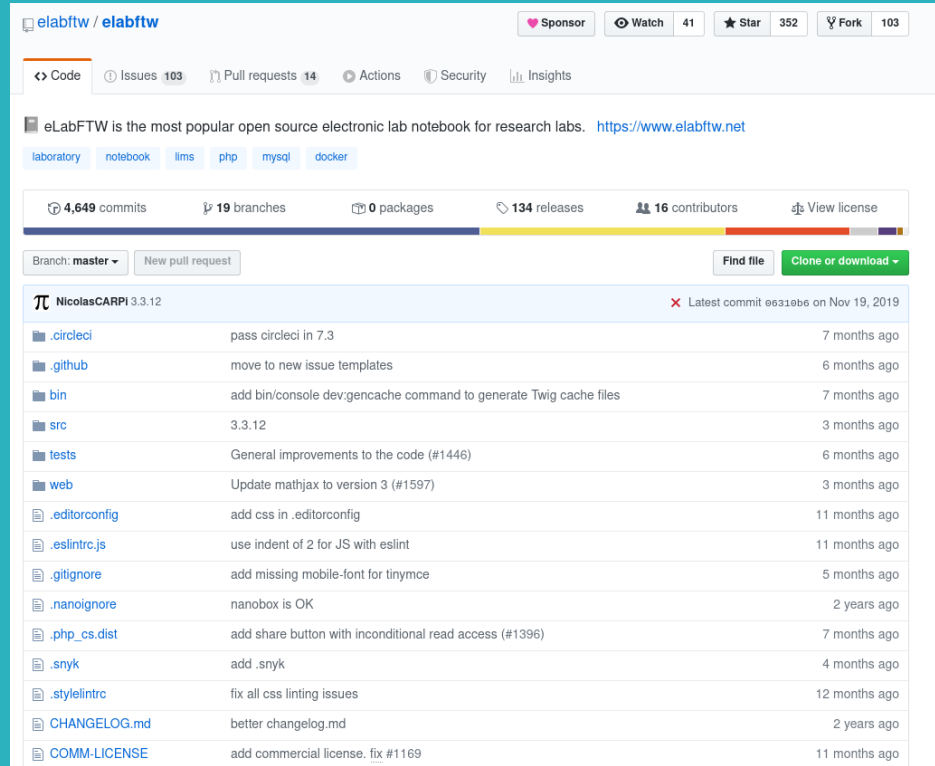 elabftw / elabftw Sponsor Watch 41 Star 352 Fork 103
Code Issues 103 Pull requests 14 Actions Security Insights
eLabFTW is the most popular open source electronic lab notebook for research labs. https://www.elabftw.net
laboratory notebook lims php mysql docker
4,649 commits 19 branches 0 packages 134 releases 16 contributors View license
Branch: master New pull request Find file Clone or download
NicolasCARPi 3.3.12 Latest commit 06310b6 on Nov 19, 2019
.circleci pass circleci in 7.3 7 months ago
.github move to new issue templates 6 months ago
bin add bin/console dev:gencache command to generate Twig cache files 7 months ago
src 3.3.12 3 months ago
tests General improvements to the code (#1446) 6 months ago
web Update mathjax to version 3 (#1597) 3 months ago
.editorconfig add css in .editorconfig 11 months ago
.eslintrc.js use indent of 2 for JS with eslint 11 months ago
.gitignore add missing mobile-font for tinymce 5 months ago
.nanoignore nanobox is OK 2 years ago
.php_cs.dist add share button with inconditional read access (#1396) 7 months ago
.snyk add .snyk 4 months ago
.stylelintrc fix all css linting issues 12 months ago
CHANGELOG.md better changelog.md 2 years ago
COMM-LICENSE add commercial license. fix #1169 11 months ago